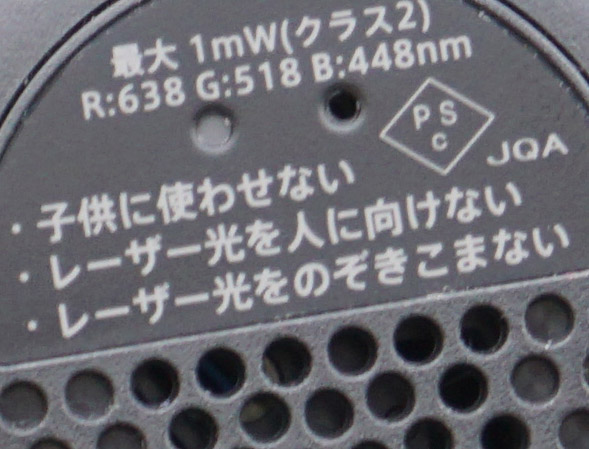 最大 1mW(クラス2)
R:638 G:518 B:448nm
PS
C
JQA
・子供に使わせない
・レーザー光を人に向けない
・レーザー光をのぞきこまない